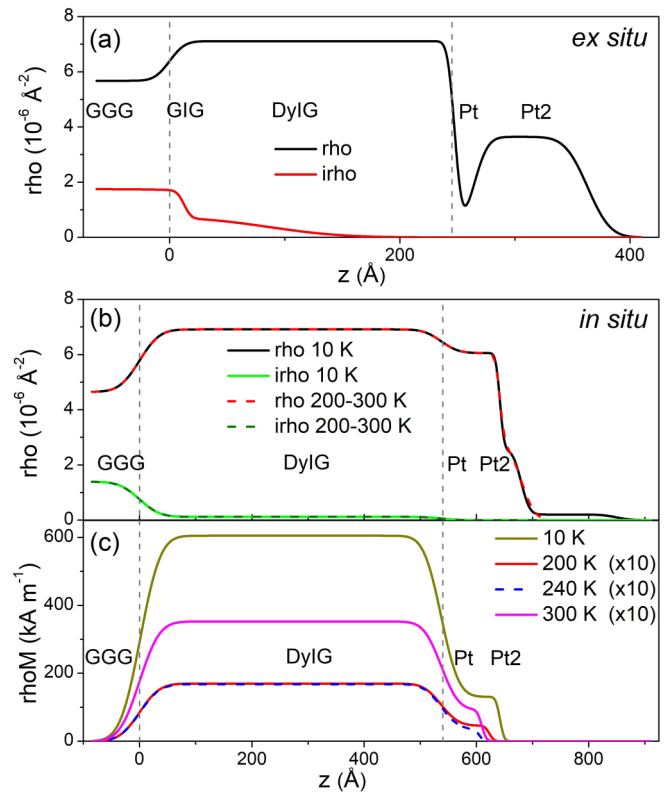 (a)
ex situ
8
6
4
2
0
rho (10⁻⁶ Å⁻²)
GGG
GIG
DyIG
Pt
Pt2
rho
irho
0 200 400
z (Å)
(b)
in situ
8
6
4
2
0
rho (10⁻⁶ Å⁻²)
rho 10 K
irho 10 K
rho 200-300 K
irho 200-300 K
GGG
DyIG
Pt
Pt2
(c)
600
400
200
0
rhoM (kA m⁻¹)
10 K
200 K (x10)
240 K (x10)
300 K (x10)
GGG
DyIG
Pt
Pt2
0 200 400 600 800
z (Å)